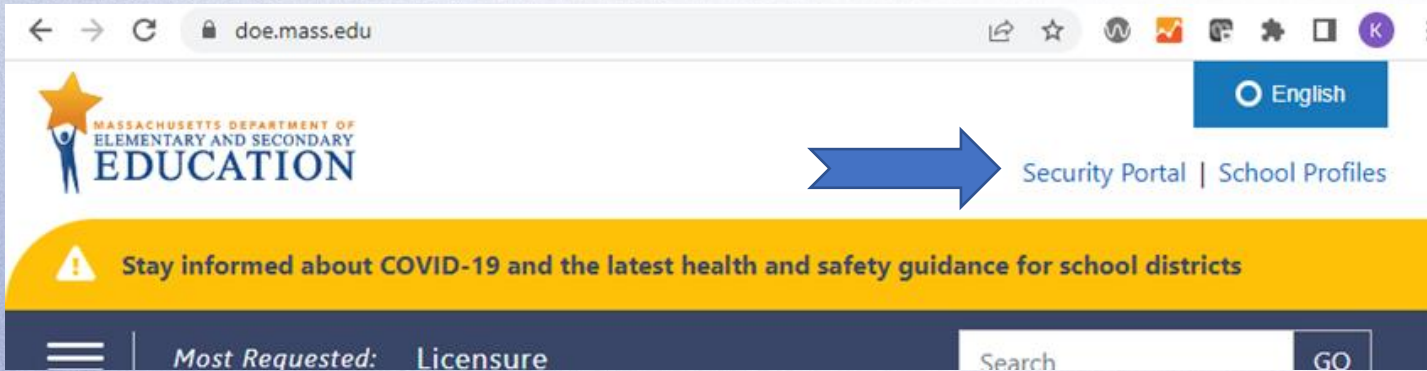 doe.mass.edu
K
English
MASSACHUSETTS DEPARTMENT OF
ELEMENTARY AND SECONDARY
EDUCATION
Security Portal | School Profiles
Stay informed about COVID-19 and the latest health and safety guidance for school districts
Most Requested: Licensure
Search GO